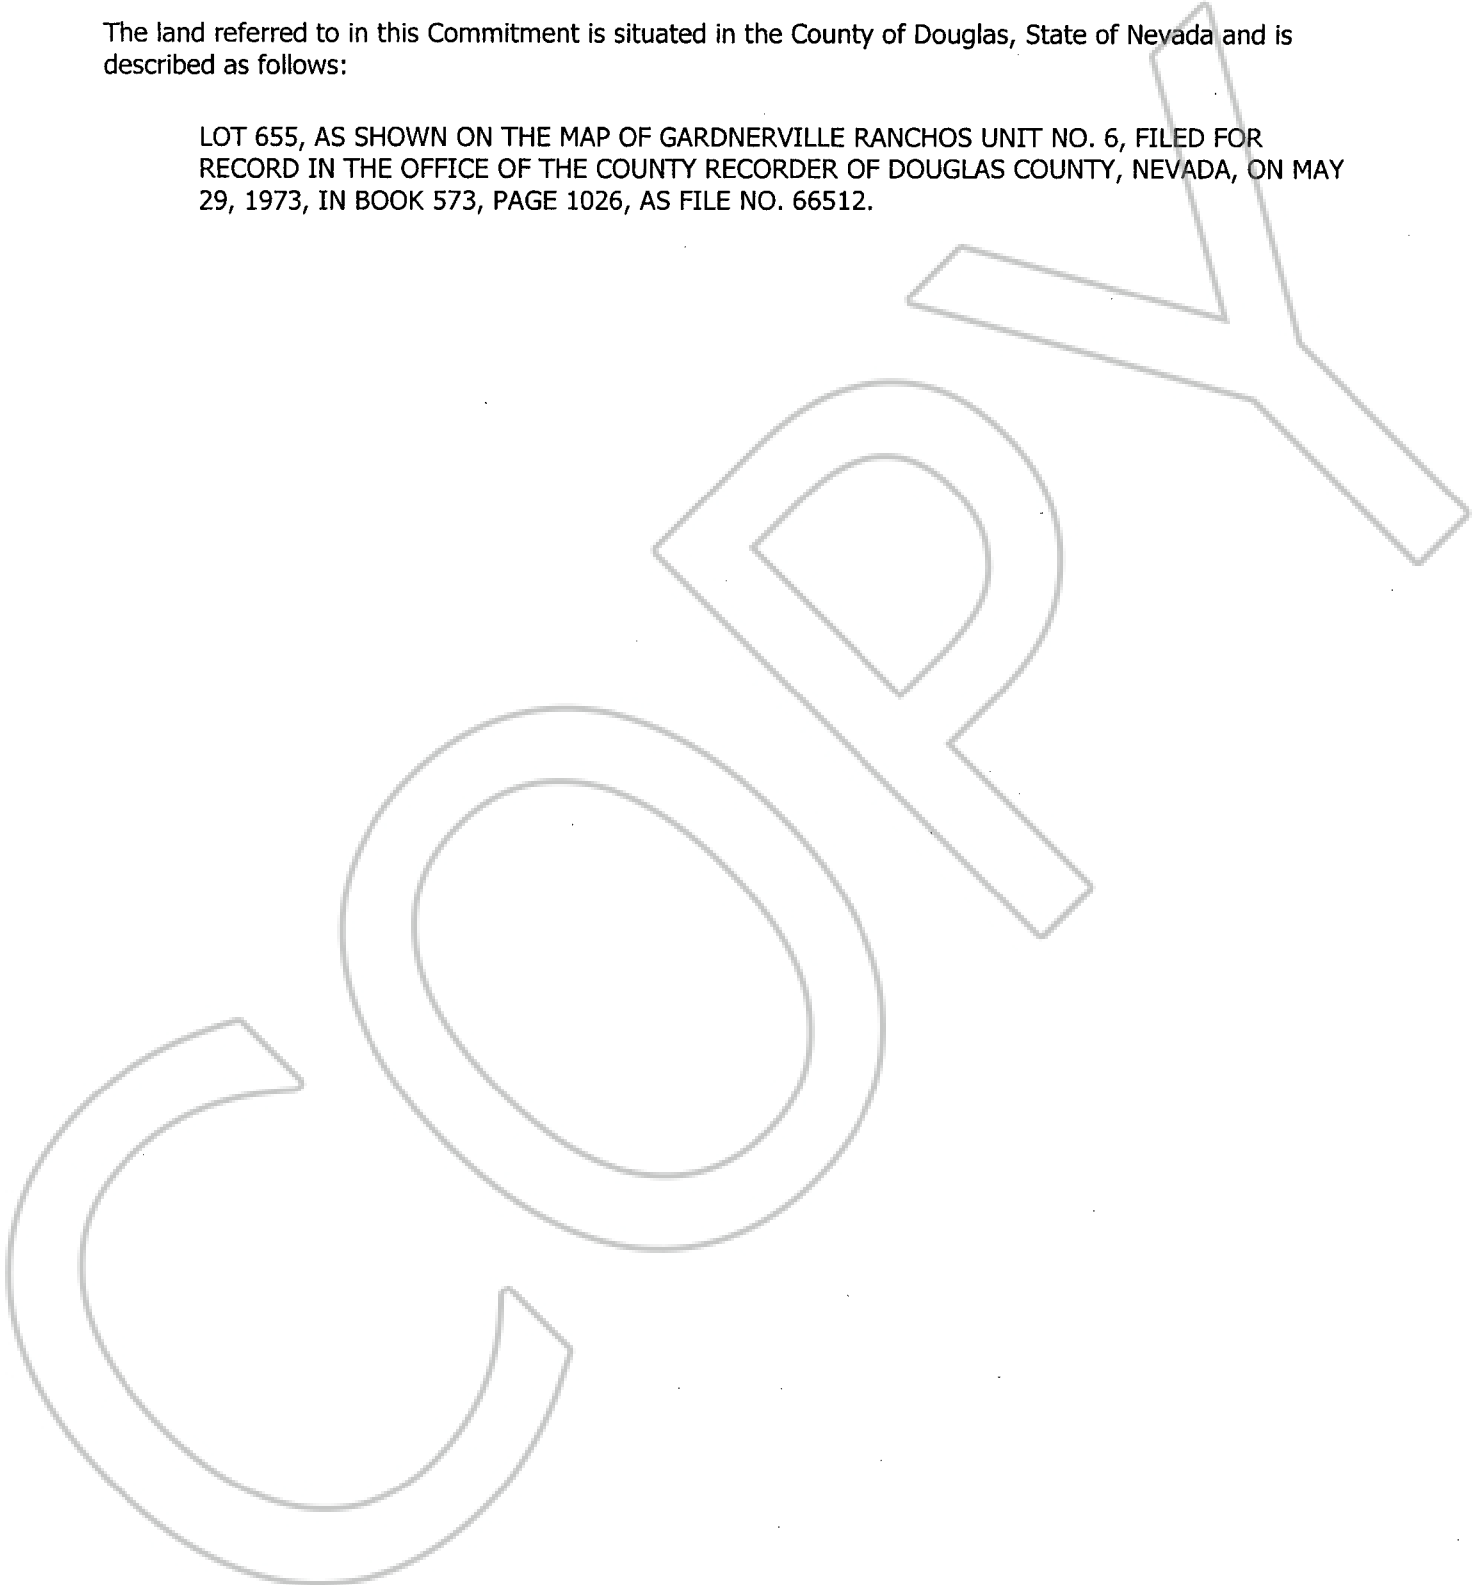 The land referred to in this Commitment is situated in the County of Douglas, State of Nevada and is
described as follows:
LOT 655, AS SHOWN ON THE MAP OF GARDNERVILLE RANCHOS UNIT NO. 6, FILED FOR
RECORD IN THE OFFICE OF THE COUNTY RECORDER OF DOUGLAS COUNTY, NEVADA, ON MAY
29, 1973, IN BOOK 573, PAGE 1026, AS FILE NO. 66512.
COPY